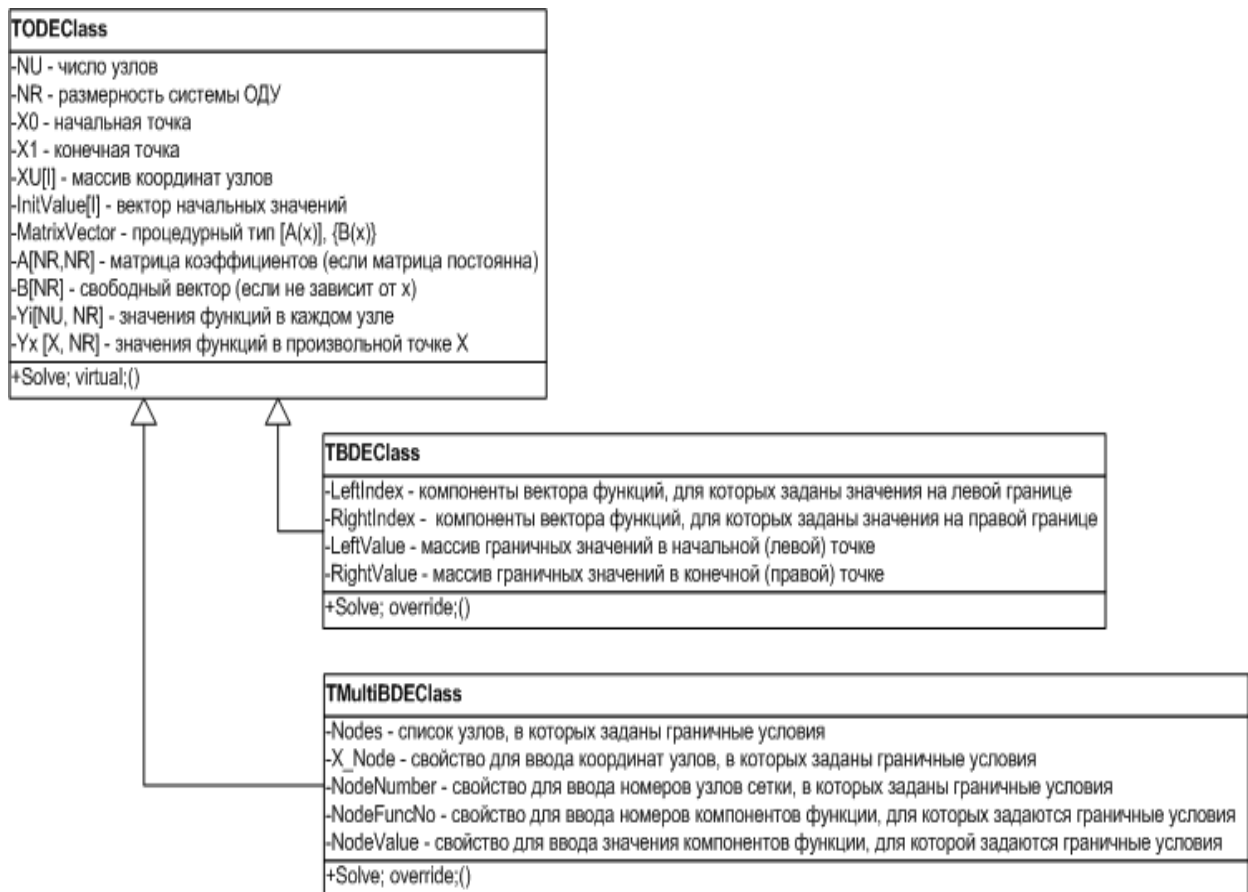 TODEClass
-NU - число узлов
-NR - размерность системы ОДУ
-X0 - начальная точка
-X1 - конечная точка
-XU[I] - массив координат узлов
-InitValue[I] - вектор начальных значений
-MatrixVector - процедурный тип [A(x)], {B(x)}
-A[NR,NR] - матрица коэффициентов (если матрица постоянна)
-B[NR] - свободный вектор (если не зависит от x)
-Yi[NU, NR] - значения функций в каждом узле
-Yx [X, NR] - значения функций в произвольной точке X
+Solve; virtual;()
TBDEClass
-LeftIndex - компоненты вектора функций, для которых заданы значения на левой границе
-RightIndex - компоненты вектора функций, для которых заданы значения на правой границе
-LeftValue - массив граничных значений в начальной (левой) точке
-RightValue - массив граничных значений в конечной (правой) точке
+Solve; override;()
TMultiBDEClass
-Nodes - список узлов, в которых заданы граничные условия
-X_Node - свойство для ввода координат узлов, в которых заданы граничные условия
-NodeNumber - свойство для ввода номеров узлов сетки, в которых заданы граничные условия
-NodeFuncNo - свойство для ввода номеров компонентов функции, для которых задаются граничные условия
-NodeValue - свойство для ввода значения компонентов функции, для которой задаются граничные условия
+Solve; override;()